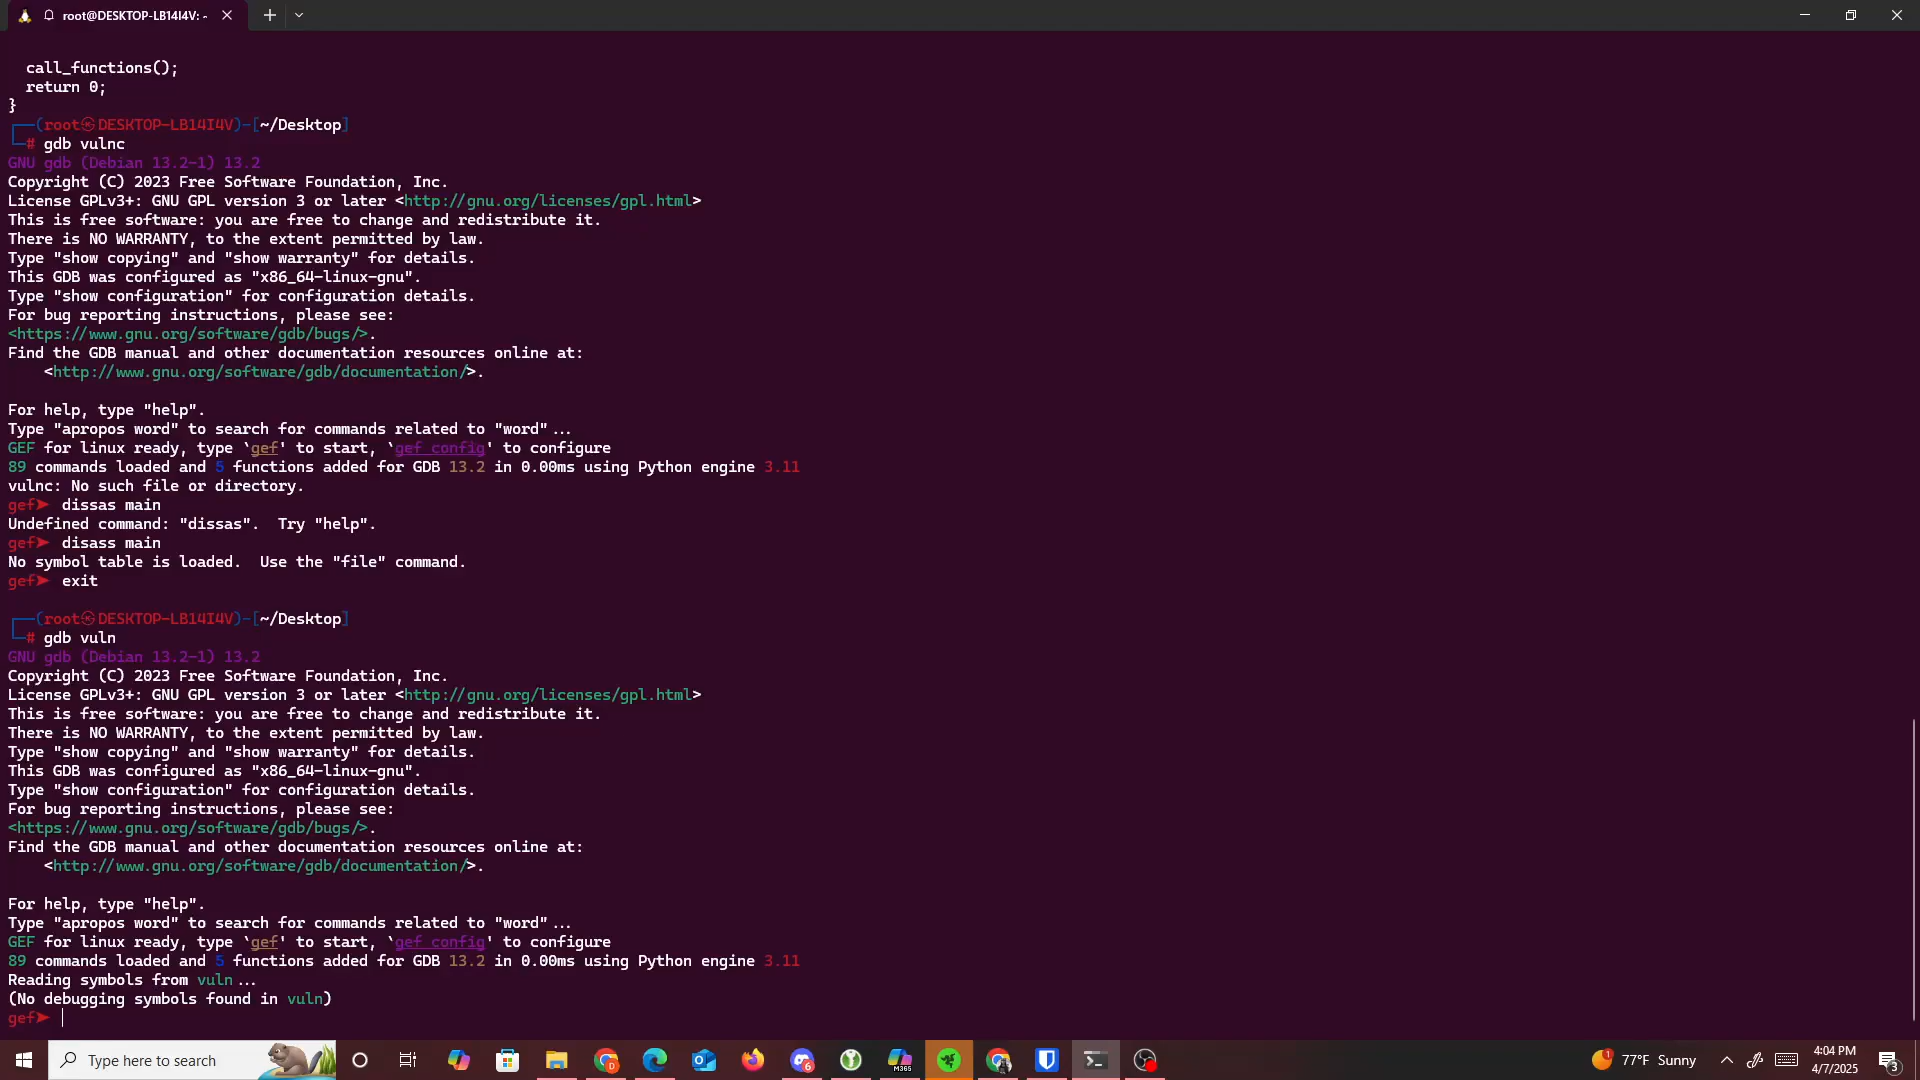 root@DESKTOP-LB14I4V: ~
call_functions();
return 0;
}
(root㉿DESKTOP-LB14I4V)-[~/Desktop]
# gdb vulnc
GNU gdb (Debian 13.2-1) 13.2
Copyright (C) 2023 Free Software Foundation, Inc.
License GPLv3+: GNU GPL version 3 or later <http://gnu.org/licenses/gpl.html>
This is free software: you are free to change and redistribute it.
There is NO WARRANTY, to the extent permitted by law.
Type "show copying" and "show warranty" for details.
This GDB was configured as "x86_64-linux-gnu".
Type "show configuration" for configuration details.
For bug reporting instructions, please see:
<https://www.gnu.org/software/gdb/bugs/>.
Find the GDB manual and other documentation resources online at:
<http://www.gnu.org/software/gdb/documentation/>.
For help, type "help".
Type "apropos word" to search for commands related to "word"...
GEF for linux ready, type `gef' to start, `gef config' to configure
89 commands loaded and 5 functions added for GDB 13.2 in 0.00ms using Python engine 3.11
vulnc: No such file or directory.
gef➤ dissas main
Undefined command: "dissas".  Try "help".
gef➤ disass main
No symbol table is loaded.  Use the "file" command.
gef➤ exit
(root㉿DESKTOP-LB14I4V)-[~/Desktop]
# gdb vuln
GNU gdb (Debian 13.2-1) 13.2
Copyright (C) 2023 Free Software Foundation, Inc.
License GPLv3+: GNU GPL version 3 or later <http://gnu.org/licenses/gpl.html>
This is free software: you are free to change and redistribute it.
There is NO WARRANTY, to the extent permitted by law.
Type "show copying" and "show warranty" for details.
This GDB was configured as "x86_64-linux-gnu".
Type "show configuration" for configuration details.
For bug reporting instructions, please see:
<https://www.gnu.org/software/gdb/bugs/>.
Find the GDB manual and other documentation resources online at:
<http://www.gnu.org/software/gdb/documentation/>.
For help, type "help".
Type "apropos word" to search for commands related to "word"...
GEF for linux ready, type `gef' to start, `gef config' to configure
89 commands loaded and 5 functions added for GDB 13.2 in 0.00ms using Python engine 3.11
Reading symbols from vuln...
(No debugging symbols found in vuln)
gef➤
Type here to search
D
6
M365
1
77°F Sunny
4:04 PM
4/7/2025
3